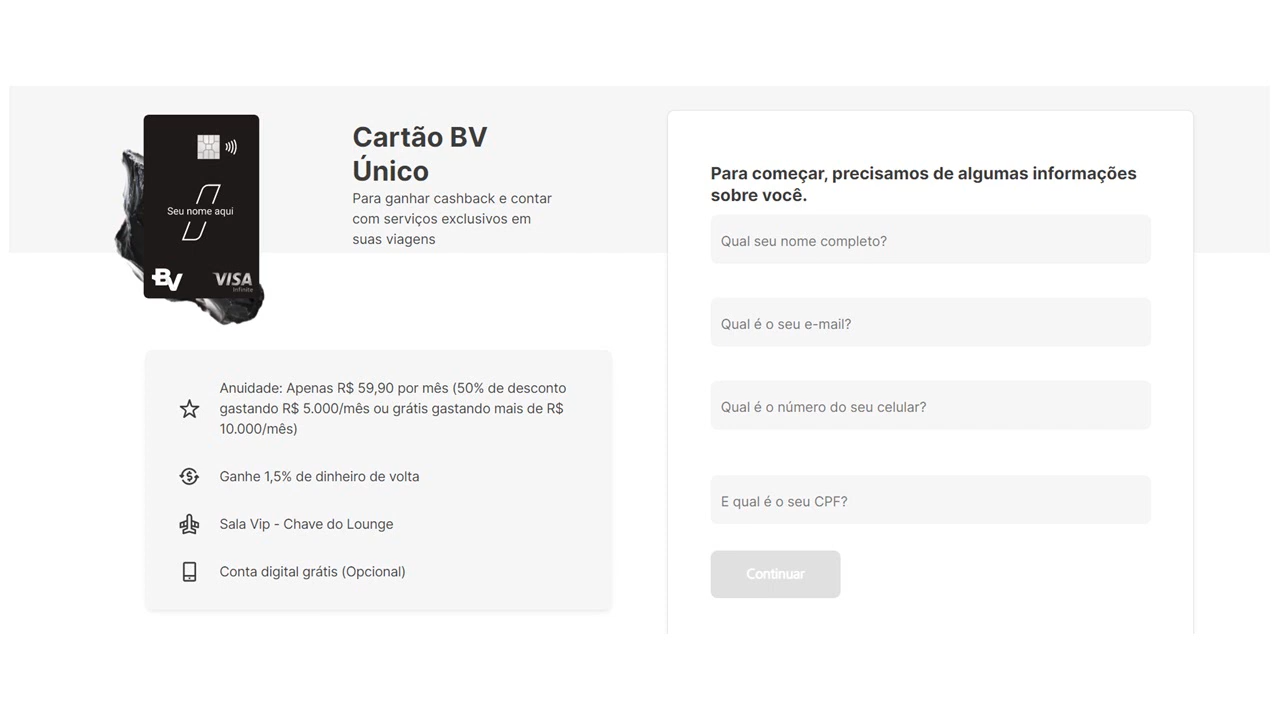 Seu nome aqui
BV
VISA
Infinite
Cartão BV
Único
Para ganhar cashback e contar
com serviços exclusivos em
suas viagens
Anuidade: Apenas R$ 59,90 por mês (50% de desconto
gastando R$ 5.000/mês ou grátis gastando mais de R$
10.000/mês)
Ganhe 1,5% de dinheiro de volta
Sala Vip - Chave do Lounge
Conta digital grátis (Opcional)
Para começar, precisamos de algumas informações
sobre você.
Qual seu nome completo?
Qual é o seu e-mail?
Qual é o número do seu celular?
E qual é o seu CPF?
Continuar